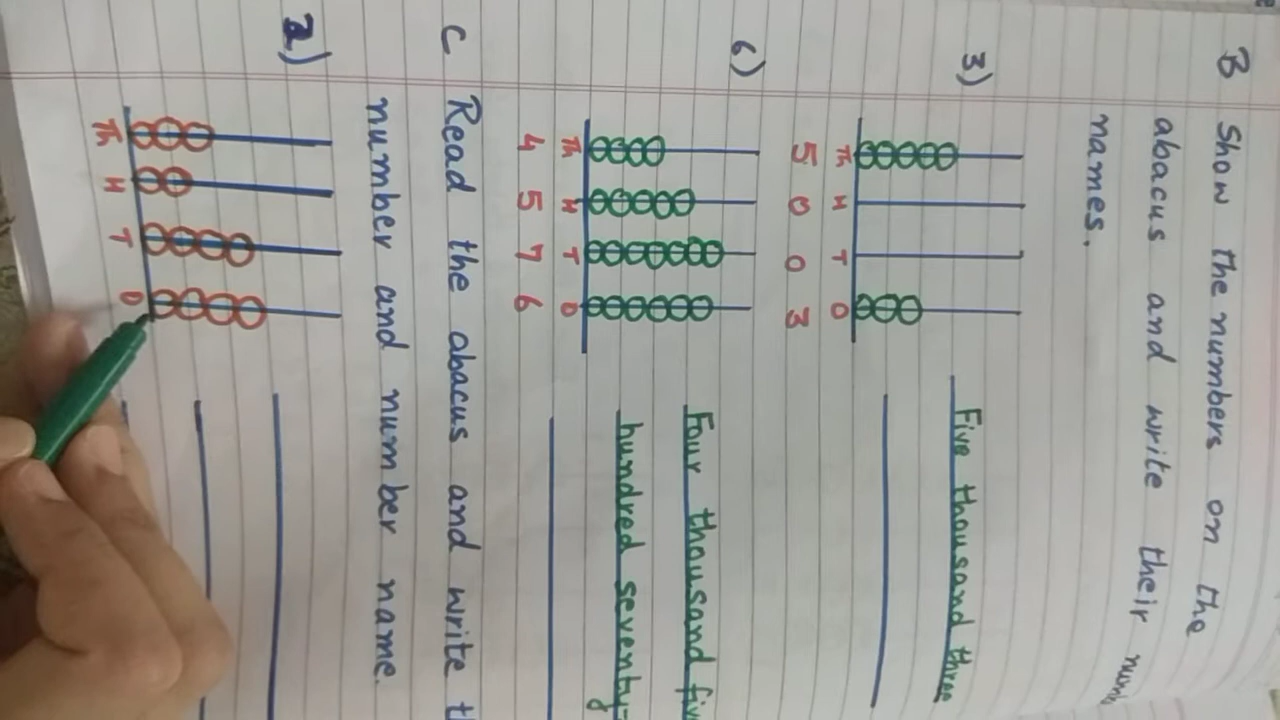 B Show the numbers on the
abacus and write their
names.
3)
Th H T O
5 0 0 3
Five thousand three
6)
Th H T O
4 5 7 6
Four thousand
hundred seventy-
C Read the abacus and write
number and number name.
2)
Th H T O